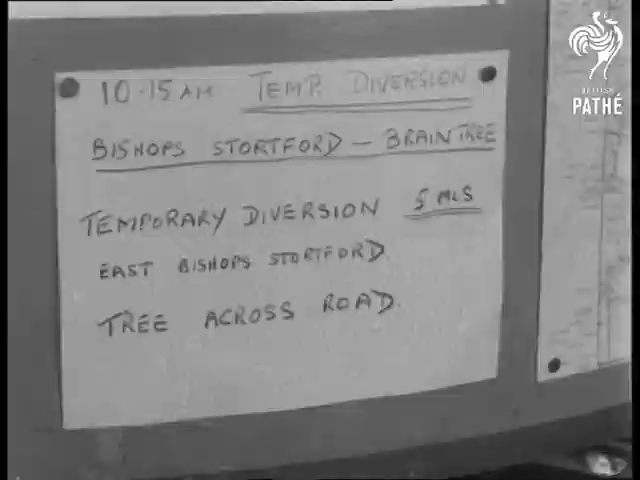 10.15 AM TEMP. DIVERSION
BISHOPS STORTFORD – BRAINTREE
TEMPORARY DIVERSION 5 MLS
EAST BISHOPS STORTFORD.
TREE ACROSS ROAD.
BRITISH
PATHÉ